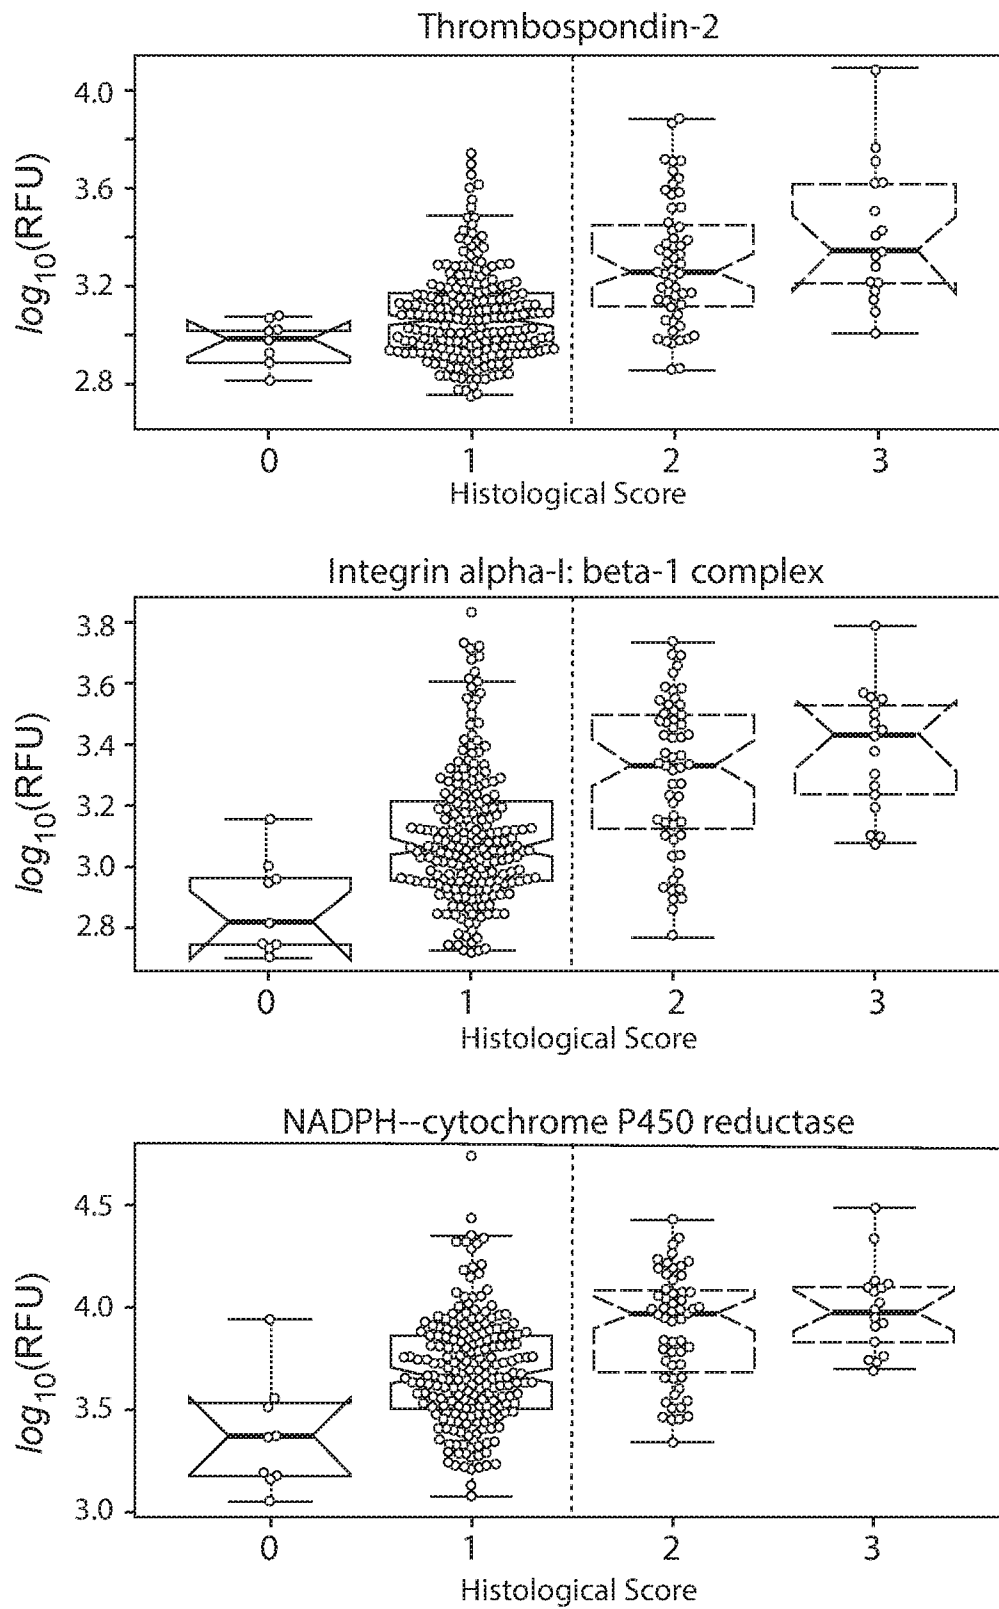 Thrombospondin-2
log10(RFU)
4.0
3.6
3.2
2.8
0 1 2 3
Histological Score
Integrin alpha-I: beta-1 complex
log10(RFU)
3.8
3.6
3.4
3.2
3.0
2.8
0 1 2 3
Histological Score
NADPH--cytochrome P450 reductase
log10(RFU)
4.5
4.0
3.5
3.0
0 1 2 3
Histological Score